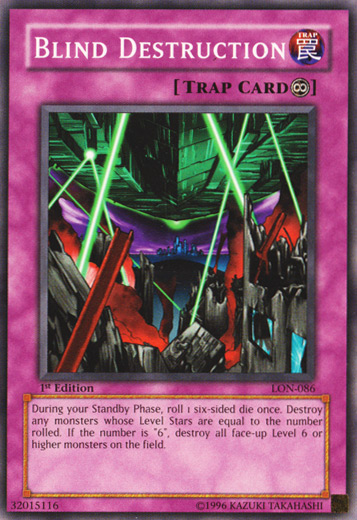 BLIND DESTRUCTION
TRAP
罠
[TRAP CARD∞]
1st Edition
LON-086
During your Standby Phase, roll 1 six-sided die once. Destroy
any monsters whose Level Stars are equal to the number
rolled. If the number is "6", destroy all face-up Level 6 or
higher monsters on the field.
32015116
©1996 KAZUKI TAKAHASHI